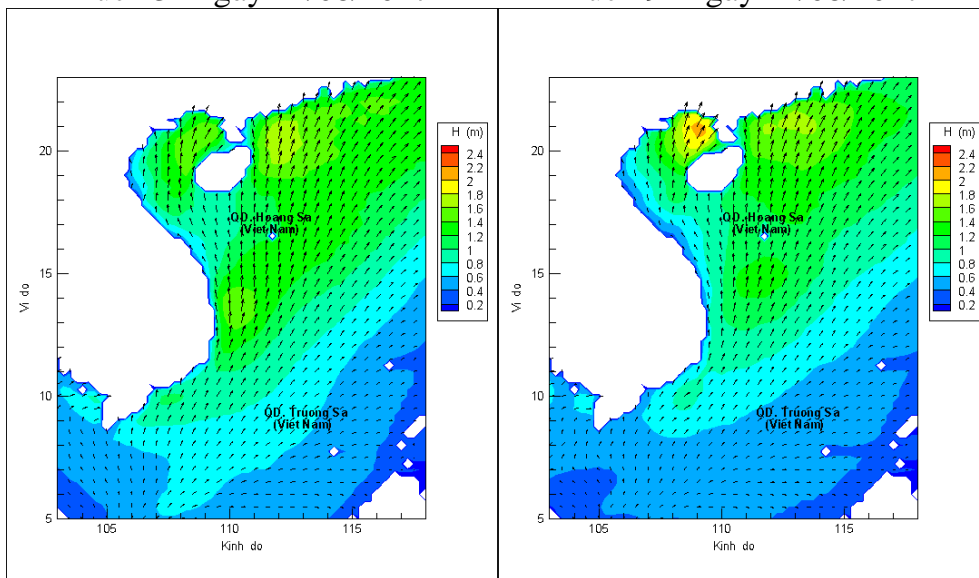 H (m)
2.4
2.2
2
1.8
1.6
1.4
1.2
1
0.8
0.6
0.4
0.2
20
15
10
5
Vi do
QD. Hoang Sa
(Viet Nam)
QD. Truong Sa
(Viet Nam)
105
110
115
Kinh do
H (m)
2.4
2.2
2
1.8
1.6
1.4
1.2
1
0.8
0.6
0.4
0.2
20
15
10
5
Vi do
QD. Hoang Sa
(Viet Nam)
QD. Truong Sa
(Viet Nam)
105
110
115
Kinh do